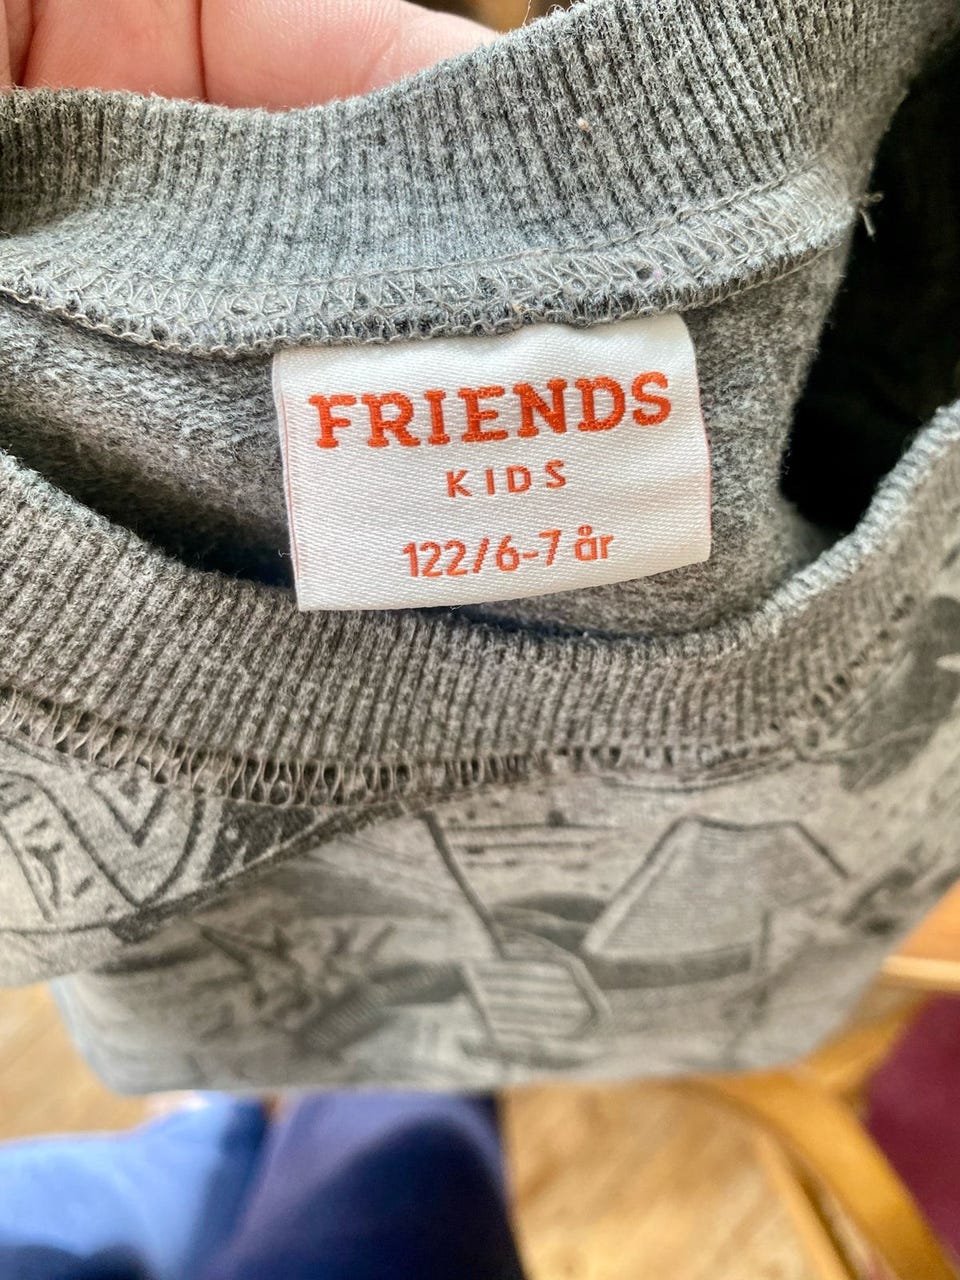 FRIENDS
KIDS
122/6-7 år